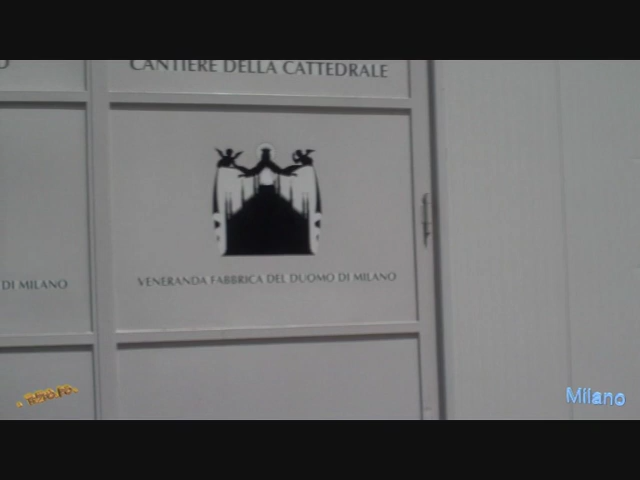 CANTIERE DELLA CATTEDRALE
VENERANDA FABBRICA DEL DUOMO DI MILANO
DI MILANO
Milano